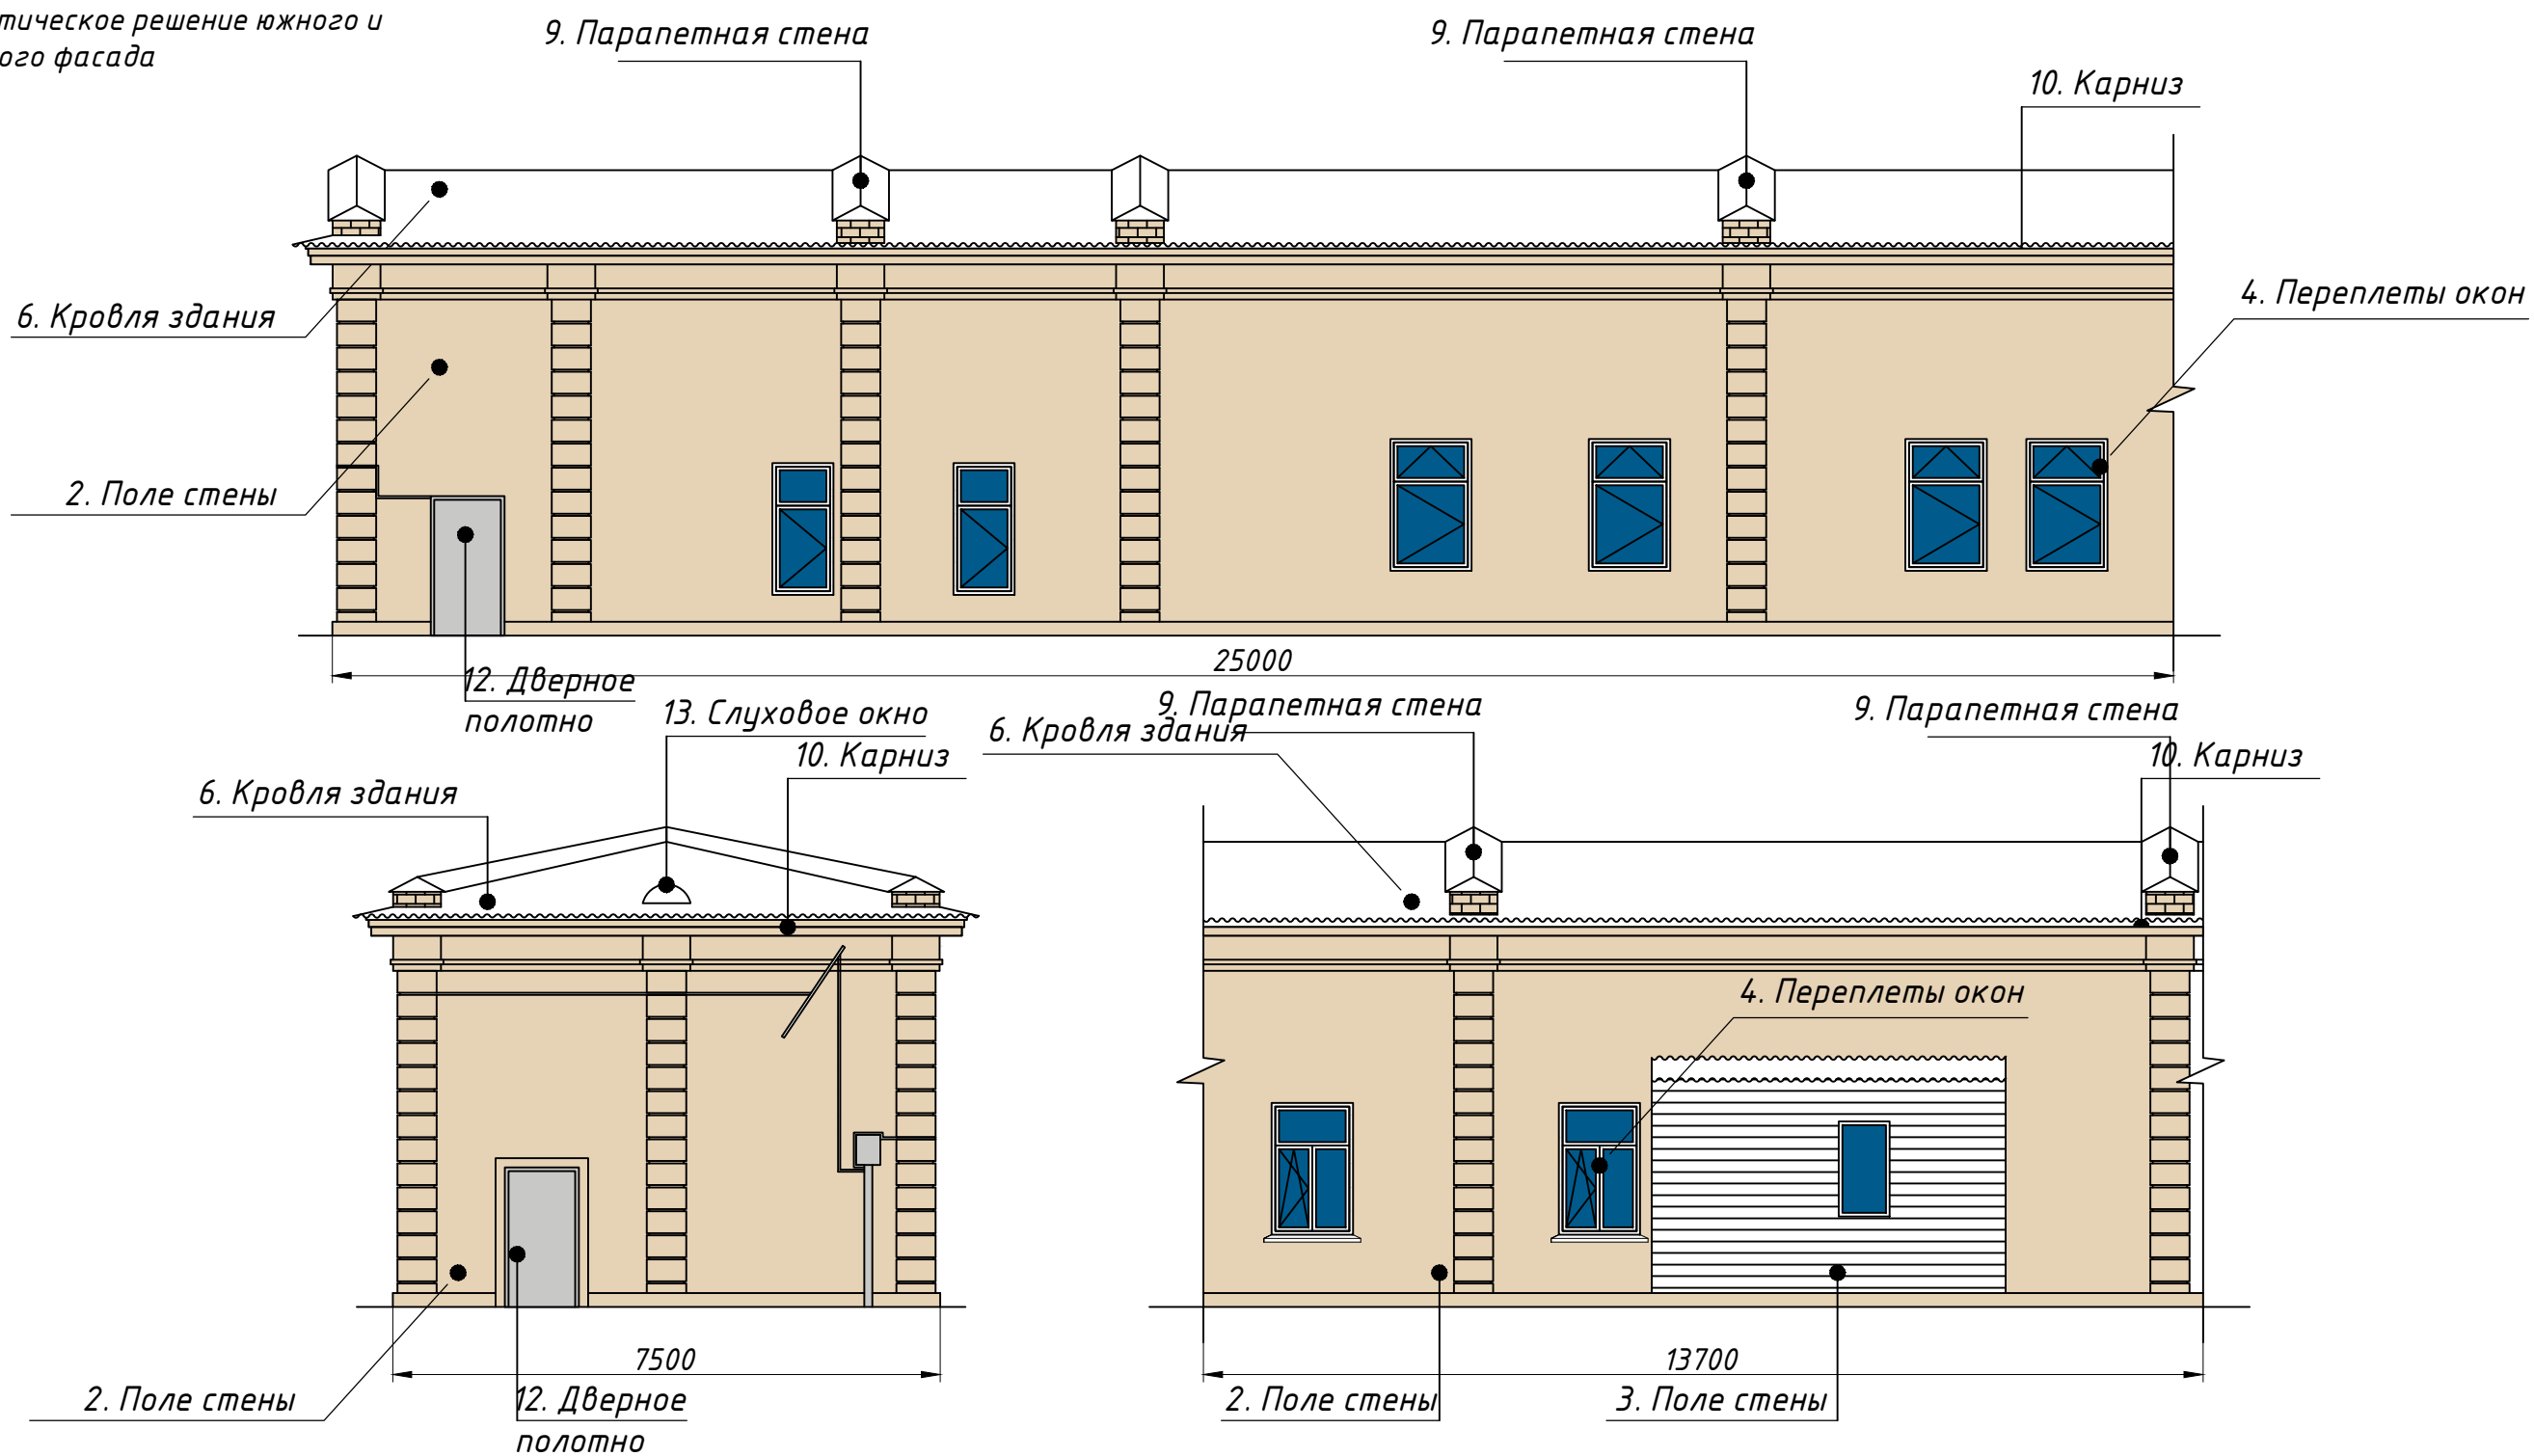 решение южного и
фасада
9. Парапетная стена
9. Парапетная стена
10. Карниз
4. Переплеты окон
6. Кровля здания
2. Поле стены
25000
12. Дверное
полотно
13. Слуховое окно
9. Парапетная стена
9. Парапетная стена
6. Кровля здания
10. Карниз
10. Карниз
6. Кровля здания
4. Переплеты окон
7500
13700
2. Поле стены
12. Дверное
полотно
2. Поле стены
3. Поле стены